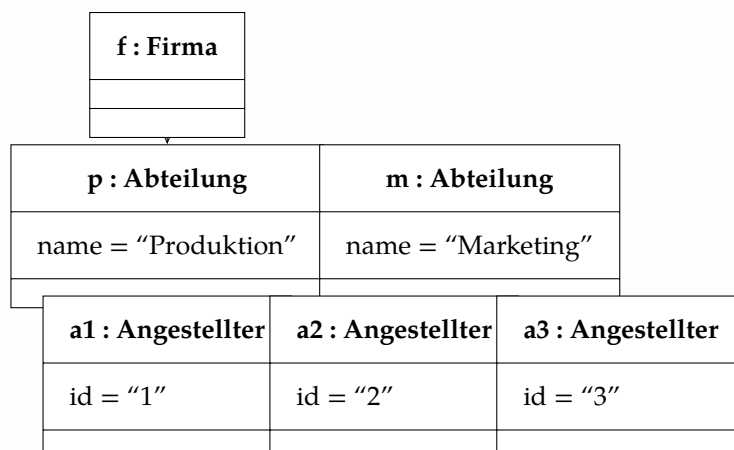 f : Firma
p : Abteilung
m : Abteilung
name = “Produktion”
name = “Marketing”
a1 : Angestellter
a2 : Angestellter
a3 : Angestellter
id = “1”
id = “2”
id = “3”